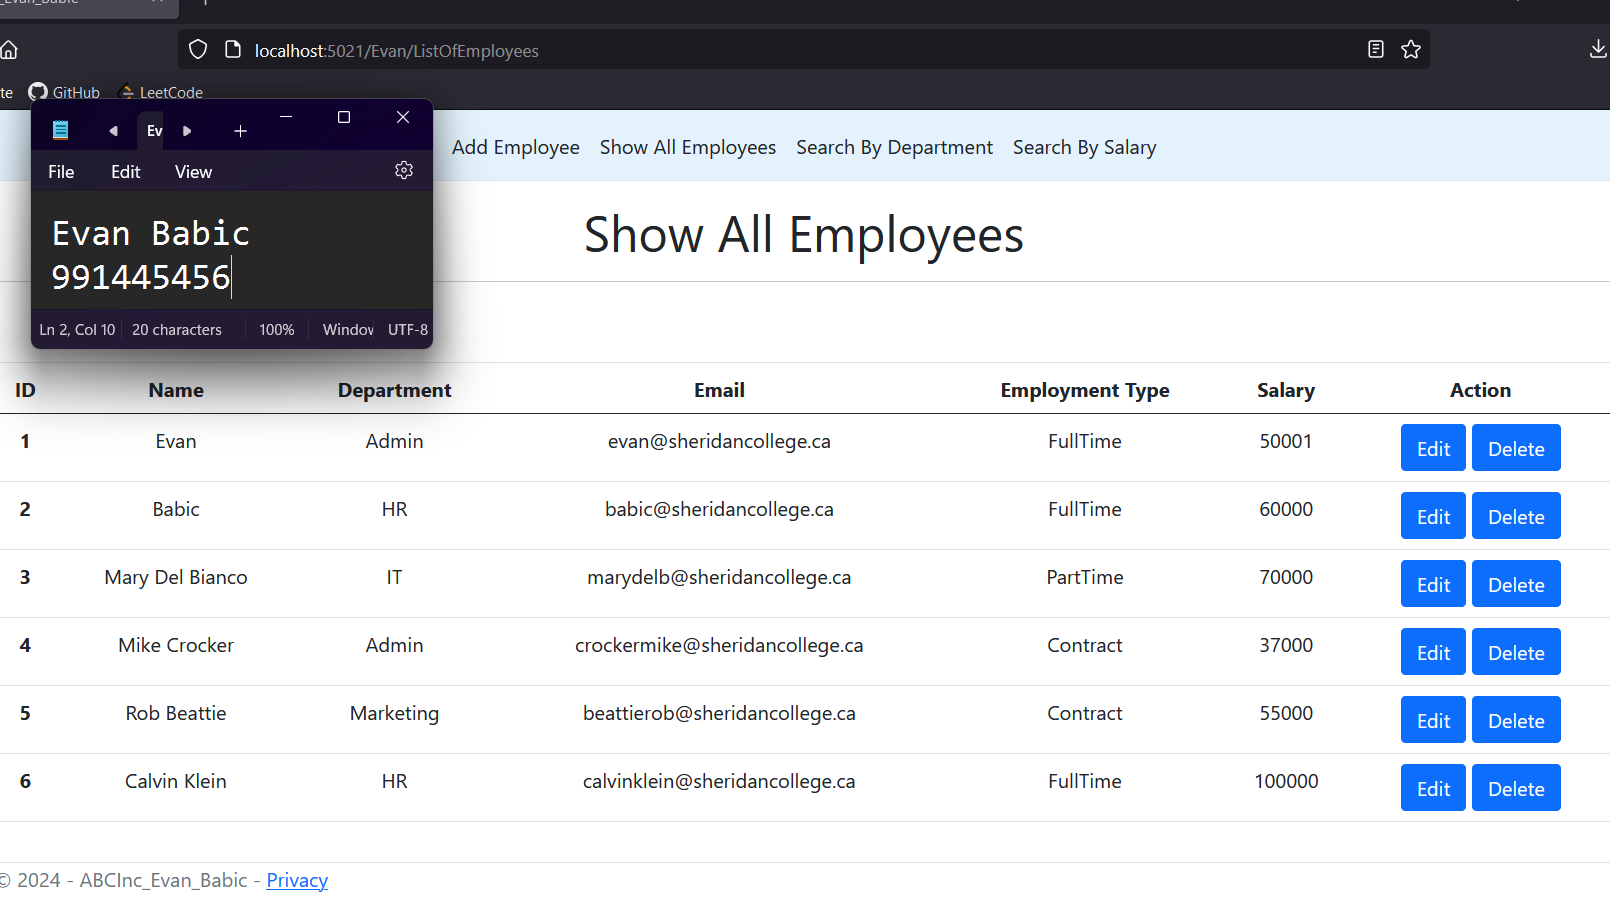 localhost:5021/Evan/ListOfEmployees
te GitHub LeetCode
Ev
File Edit View
Evan Babic
991445456
Ln 2, Col 10 20 characters 100% UTF-8
Add Employee Show All Employees Search By Department Search By Salary
Show All Employees
ID Name Department Email Employment Type Salary Action
1 Evan Admin evan@sheridancollege.ca FullTime 50001 Edit Delete
2 Babic HR babic@sheridancollege.ca FullTime 60000 Edit Delete
3 Mary Del Bianco IT marydelb@sheridancollege.ca PartTime 70000 Edit Delete
4 Mike Crocker Admin crockermike@sheridancollege.ca Contract 37000 Edit Delete
5 Rob Beattie Marketing beattierob@sheridancollege.ca Contract 55000 Edit Delete
6 Calvin Klein HR calvinklein@sheridancollege.ca FullTime 100000 Edit Delete
© 2024 - ABCInc_Evan_Babic - Privacy